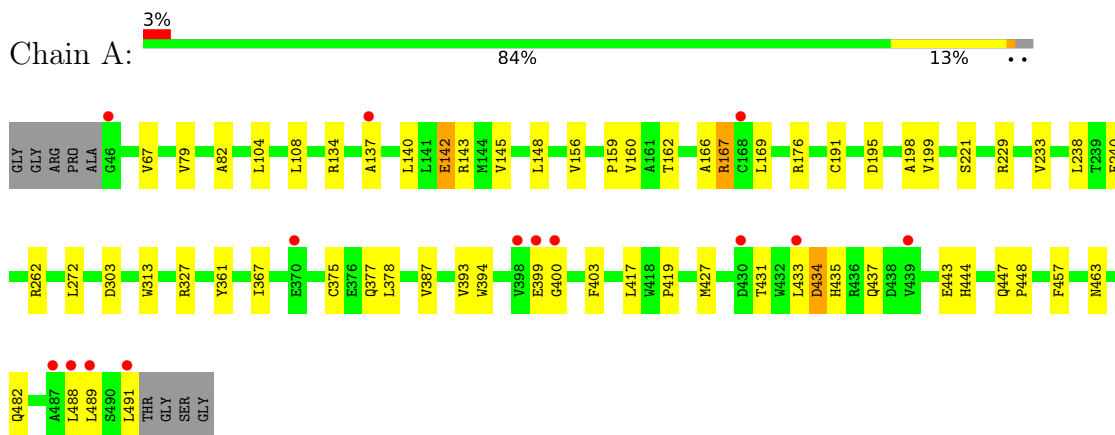 3%
Chain A:
84% 13% • •
GLY GLY ARG PRO ALA G46 V67 V79 A82 L104 L108 R134 A137 L140 L141 E142 R143 M144 V145 L148 V156 P159 V160 A161 T162 A166 R167 C168 L169 R176 C191 D195 A198 V199 S221 R229 V233 L238 T239
R262 L272 D303 W313 R327 Y361 I367 E370 C375 E376 Q377 L378 V387 V393 W394 V398 E399 G400 F403 L417 W418 P419 M427 D430 T431 W432 L433 D434 H435 R436 Q437 D438 V439 E443 H444 Q447 P448 F457 N463
Q482 A487 L488 L489 S490 L491 THR GLY SER GLY